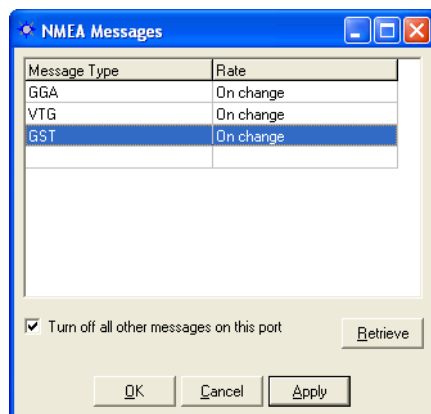 NMEA Messages
Message Type Rate
GGA On change
VTG On change
GST On change
Turn off all other messages on this port
Retrieve
OK Cancel Apply